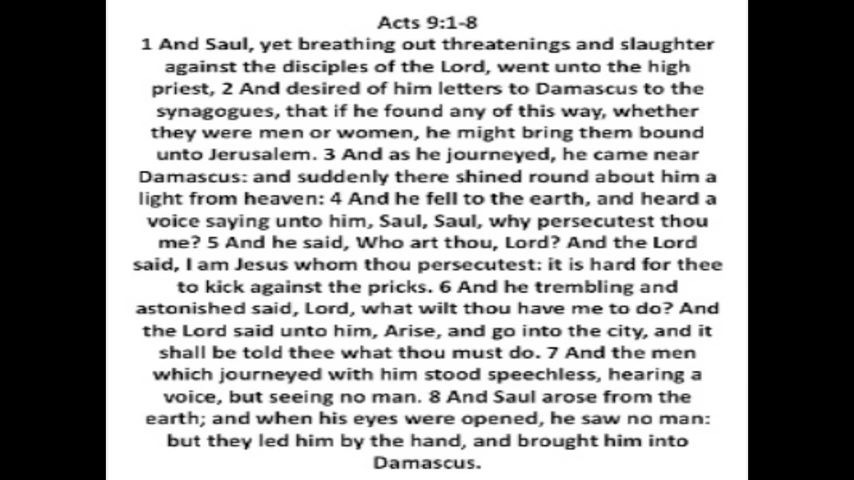 Acts 9:1-8
1 And Saul, yet breathing out threatenings and slaughter
against the disciples of the Lord, went unto the high
priest, 2 And desired of him letters to Damascus to the
synagogues, that if he found any of this way, whether
they were men or women, he might bring them bound
unto Jerusalem. 3 And as he journeyed, he came near
Damascus: and suddenly there shined round about him a
light from heaven: 4 And he fell to the earth, and heard a
voice saying unto him, Saul, Saul, why persecutest thou
me? 5 And he said, Who art thou, Lord? And the Lord
said, I am Jesus whom thou persecutest: it is hard for thee
to kick against the pricks. 6 And he trembling and
astonished said, Lord, what wilt thou have me to do? And
the Lord said unto him, Arise, and go into the city, and it
shall be told thee what thou must do. 7 And the men
which journeyed with him stood speechless, hearing a
voice, but seeing no man. 8 And Saul arose from the
earth; and when his eyes were opened, he saw no man:
but they led him by the hand, and brought him into
Damascus.